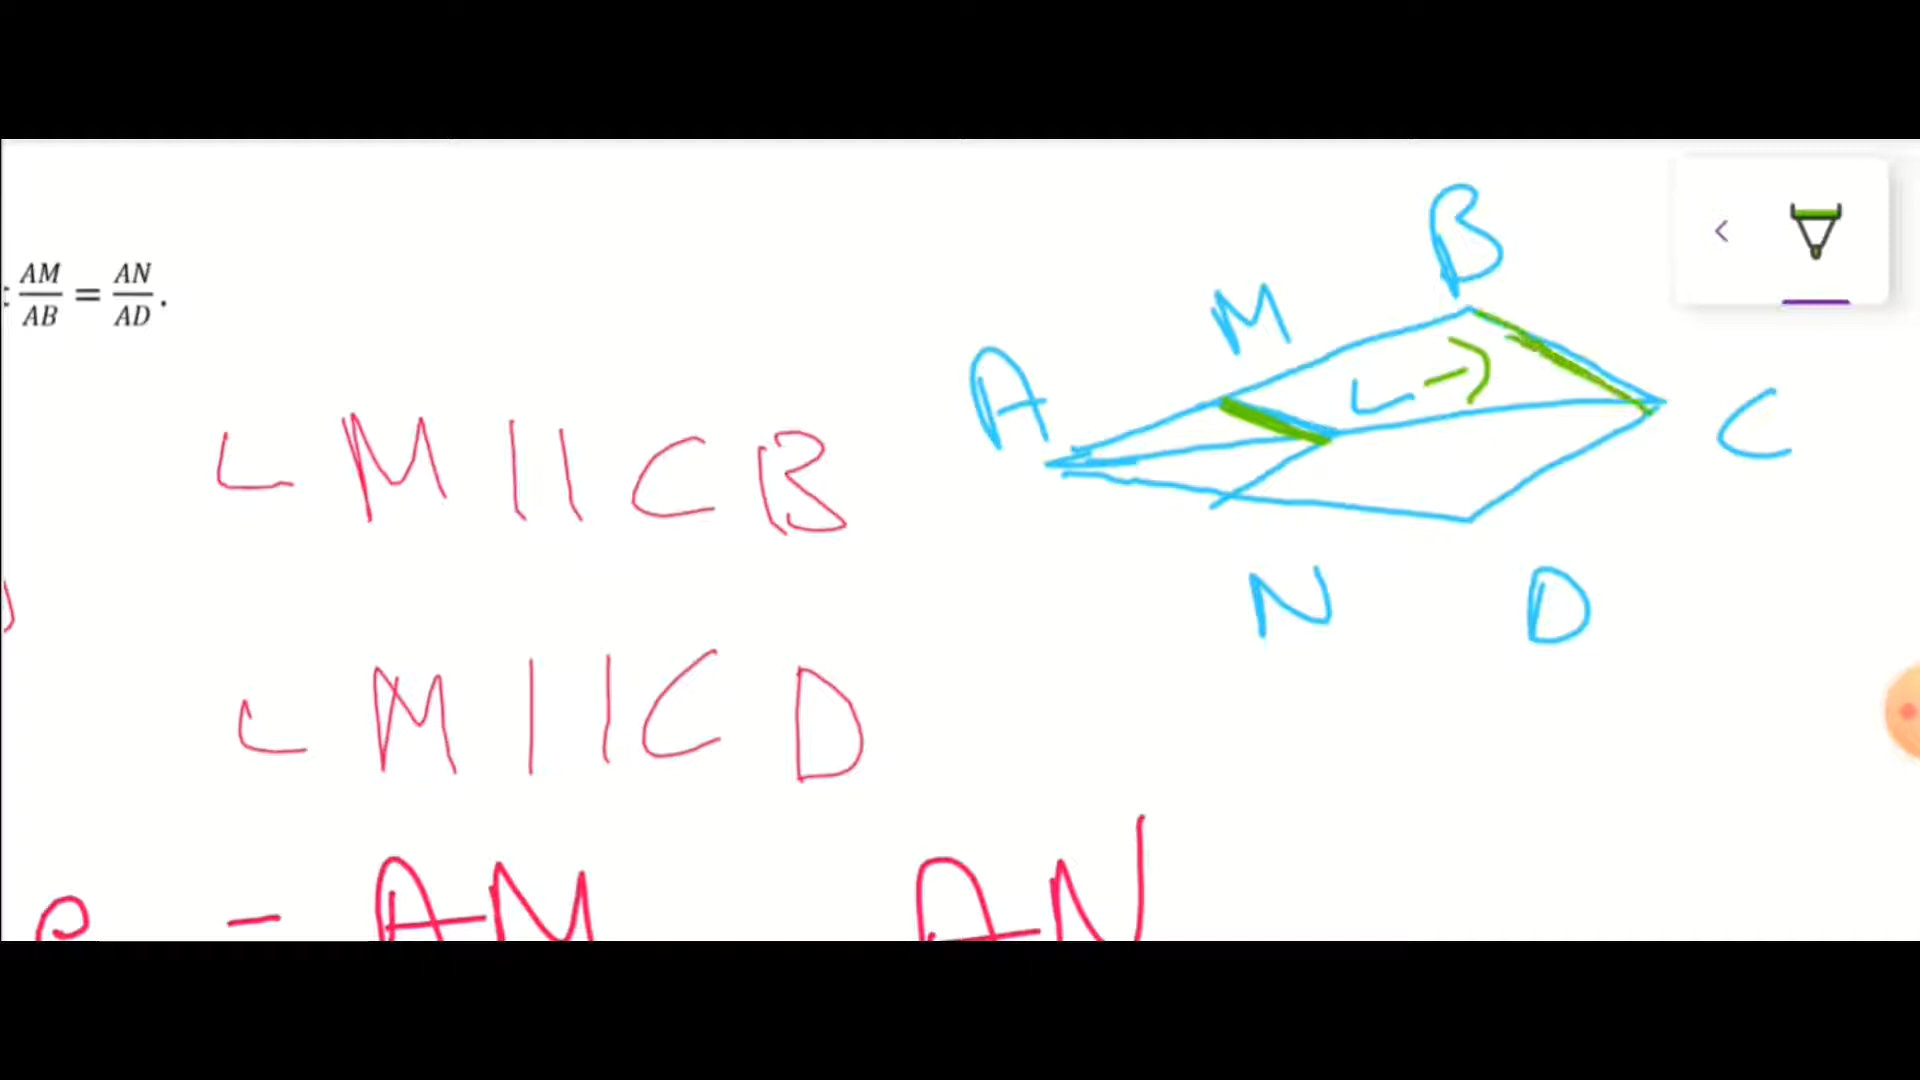 B
M
AM/AB = AN/AD.
A
L
C
LM||CB
N
D
LM||CD
- AM AN